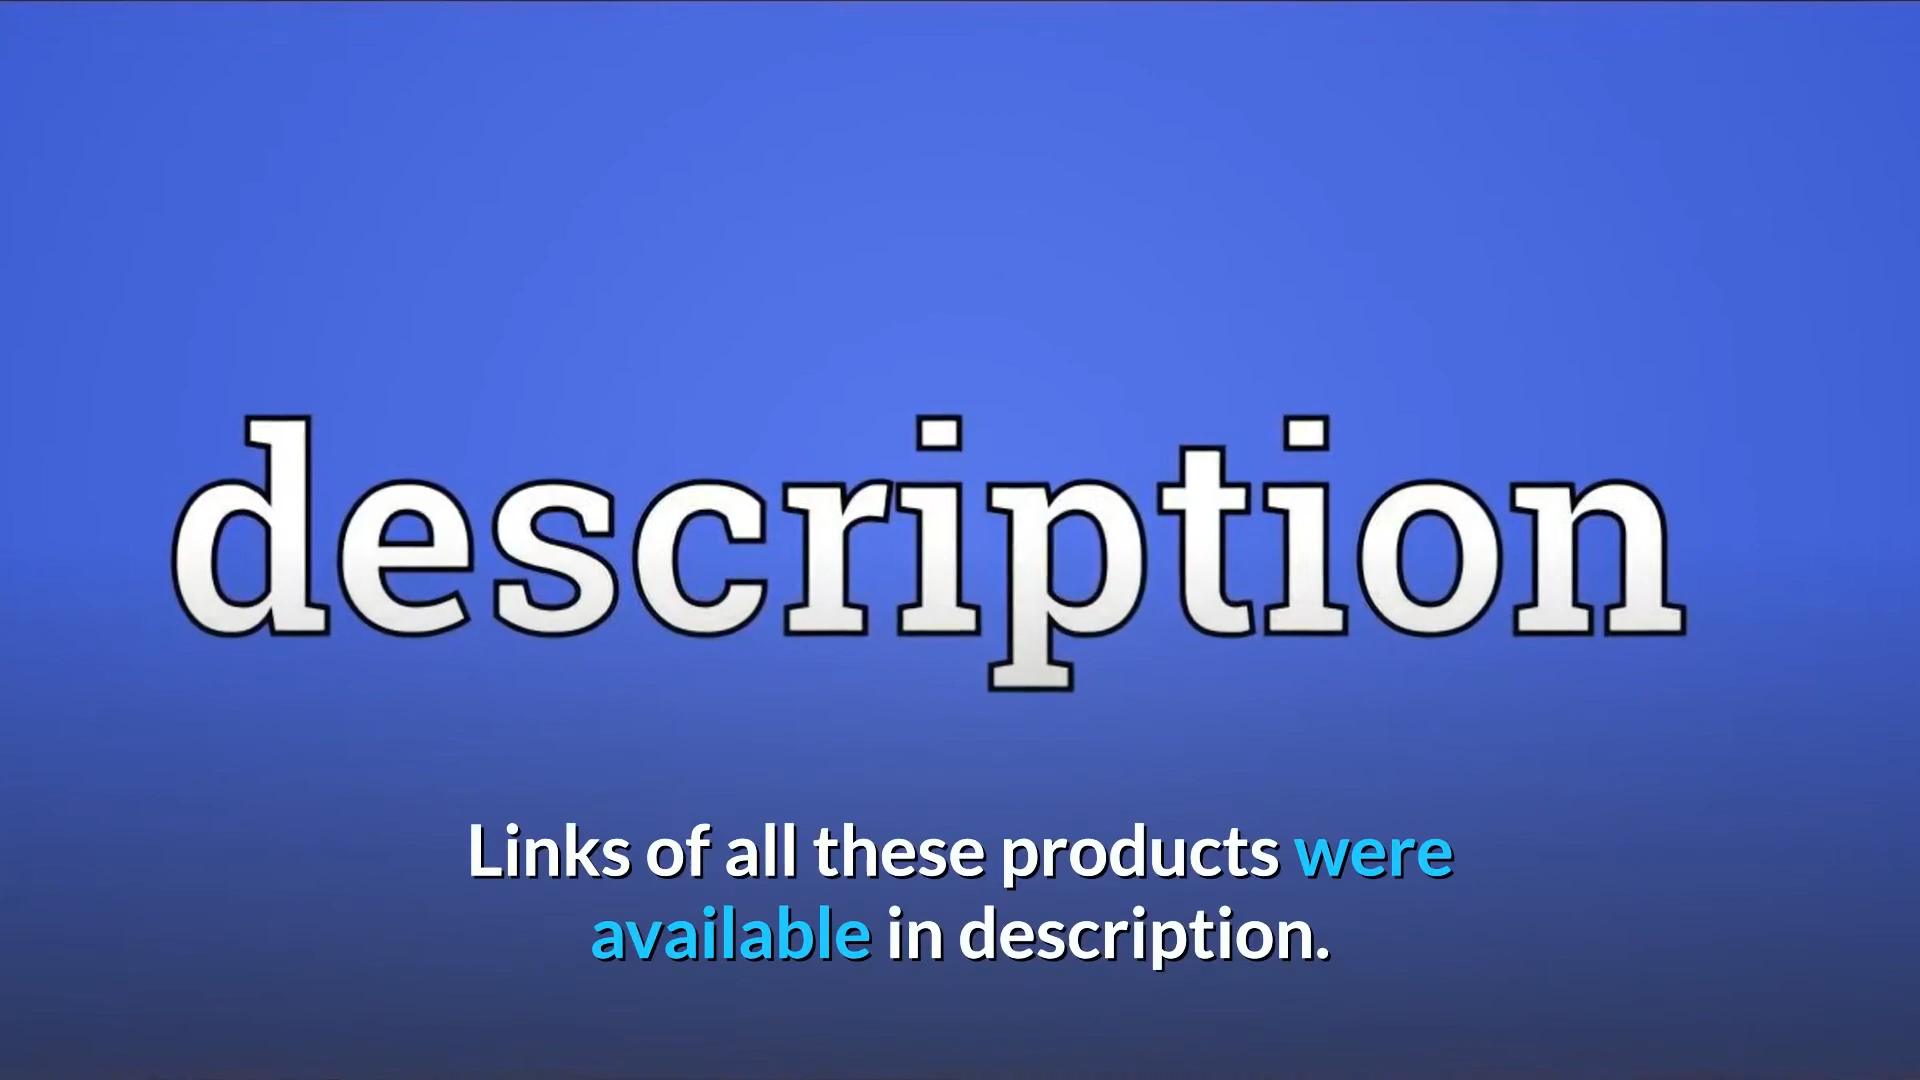 description
Links of all these products were
available in description.